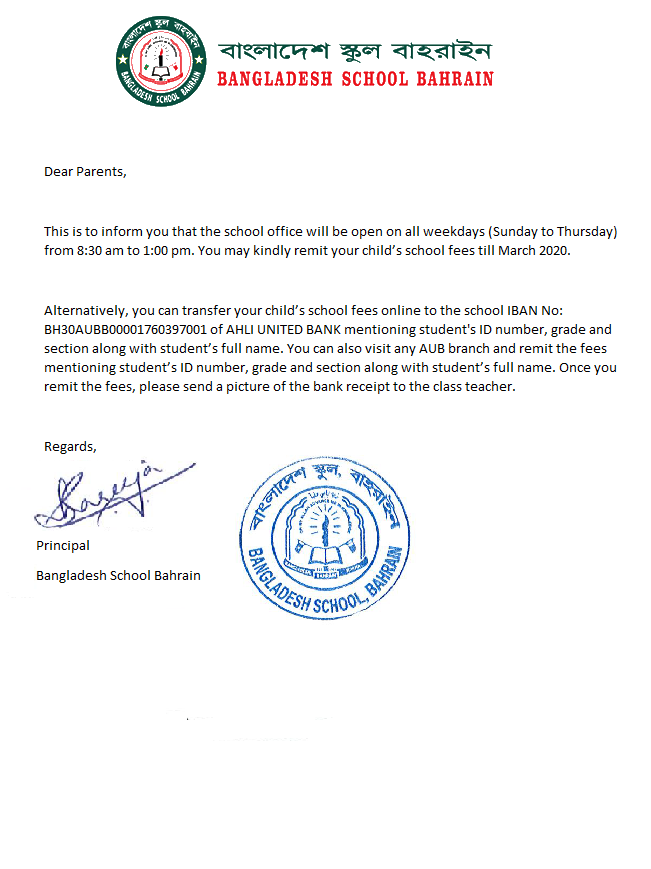 বাংলাদেশ স্কুল বাহরাইন
BANGLADESH SCHOOL BAHRAIN
বাংলাদেশ স্কুল বাহরাইন
BANGLADESH SCHOOL BAHRAIN
Dear Parents,
This is to inform you that the school office will be open on all weekdays (Sunday to Thursday)
from 8:30 am to 1:00 pm. You may kindly remit your child’s school fees till March 2020.
Alternatively, you can transfer your child’s school fees online to the school IBAN No:
BH30AUBB00001760397001 of AHLI UNITED BANK mentioning student's ID number, grade and
section along with student’s full name. You can also visit any AUB branch and remit the fees
mentioning student’s ID number, grade and section along with student’s full name. Once you
remit the fees, please send a picture of the bank receipt to the class teacher.
Regards,
Principal
Bangladesh School Bahrain
বাংলাদেশ স্কুল, বাহরাইন
BANGLADESH SCHOOL, BAHRAIN